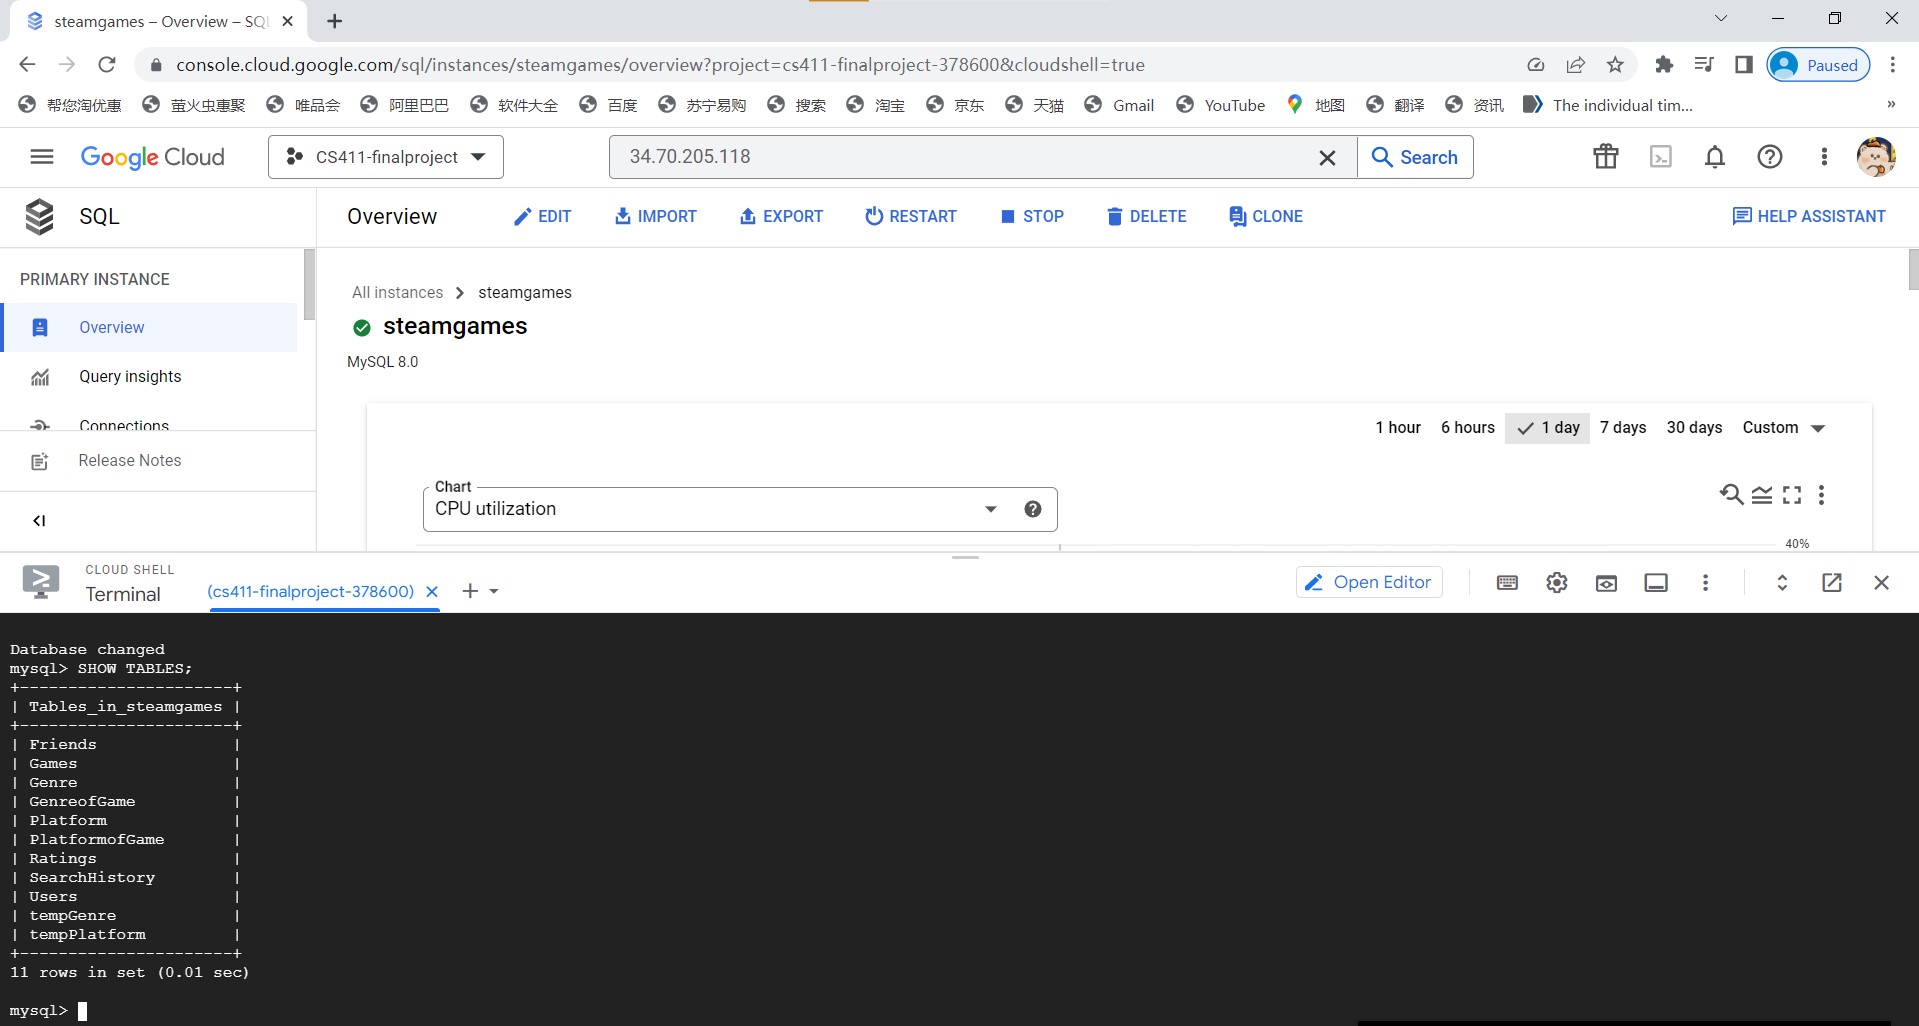 steamgames – Overview – SQL
console.cloud.google.com/sql/instances/steamgames/overview?project=cs411-finalproject-378600&cloudshell=true
Paused
帮您淘优惠 萤火虫惠聚 唯品会 阿里巴巴 软件大全 百度 苏宁易购 搜索 淘宝 京东 天猫 Gmail YouTube 地图 翻译 资讯 The individual tim... »
Google Cloud CS411-finalproject 34.70.205.118 Search
SQL Overview EDIT IMPORT EXPORT RESTART STOP DELETE CLONE HELP ASSISTANT
PRIMARY INSTANCE
Overview
Query insights
Connections
Release Notes
All instances > steamgames
steamgames
MySQL 8.0
1 hour 6 hours 1 day 7 days 30 days Custom
Chart
CPU utilization
40%
CLOUD SHELL
Terminal (cs411-finalproject-378600) Open Editor
Database changed
mysql> SHOW TABLES;
+----------------------+
| Tables_in_steamgames |
+----------------------+
| Friends              |
| Games                |
| Genre                |
| GenreofGame          |
| Platform             |
| PlatformofGame       |
| Ratings              |
| SearchHistory        |
| Users                |
| tempGenre            |
| tempPlatform         |
+----------------------+
11 rows in set (0.01 sec)
mysql>